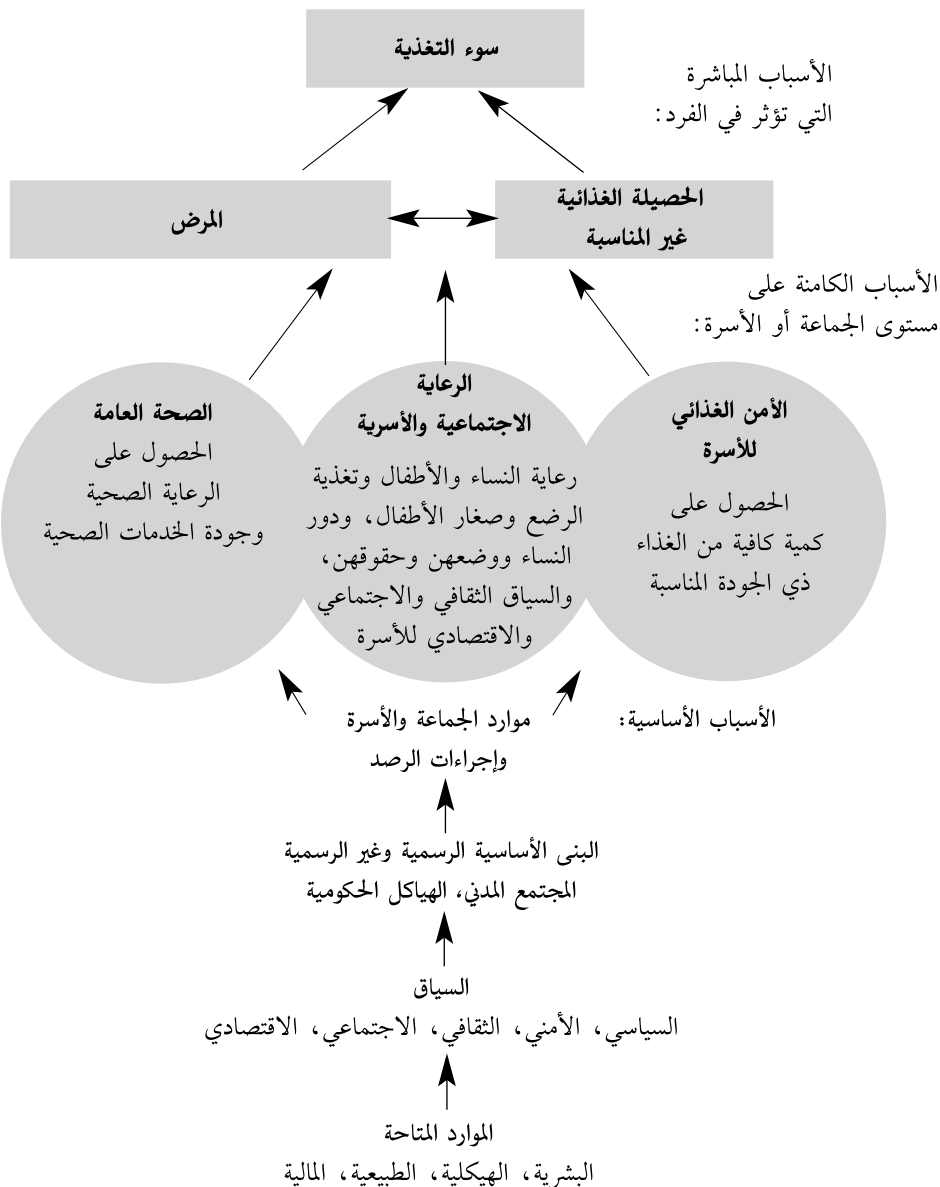 سوء التغذية
الأسباب المباشرة
التي تؤثر في الفرد:
الحصيلة الغذائية
غير المناسبة
المرض
الأسباب الكامنة على
مستوى الجماعة أو الأسرة:
الأمن الغذائي
للأسرة
الحصول على
كمية كافية من الغذاء
ذي الجودة المناسبة
الرعاية
الاجتماعية والأسرية
رعاية النساء والأطفال وتغذية
الرضع وصغار الأطفال، ودور
النساء ووضعهن وحقوقهن،
والسياق الثقافي والاجتماعي
والاقتصادي للأسرة
الصحة العامة
الحصول على
الرعاية الصحية
وجودة الخدمات الصحية
الأسباب الأساسية:
موارد الجماعة والأسرة
وإجراءات الرصد
البنى الأساسية الرسمية وغير الرسمية
المجتمع المدني، الهياكل الحكومية
السياق
السياسي، الأمني، الثقافي، الاجتماعي، الاقتصادي
الموارد المتاحة
البشرية، الهيكلية، الطبيعية، المالية